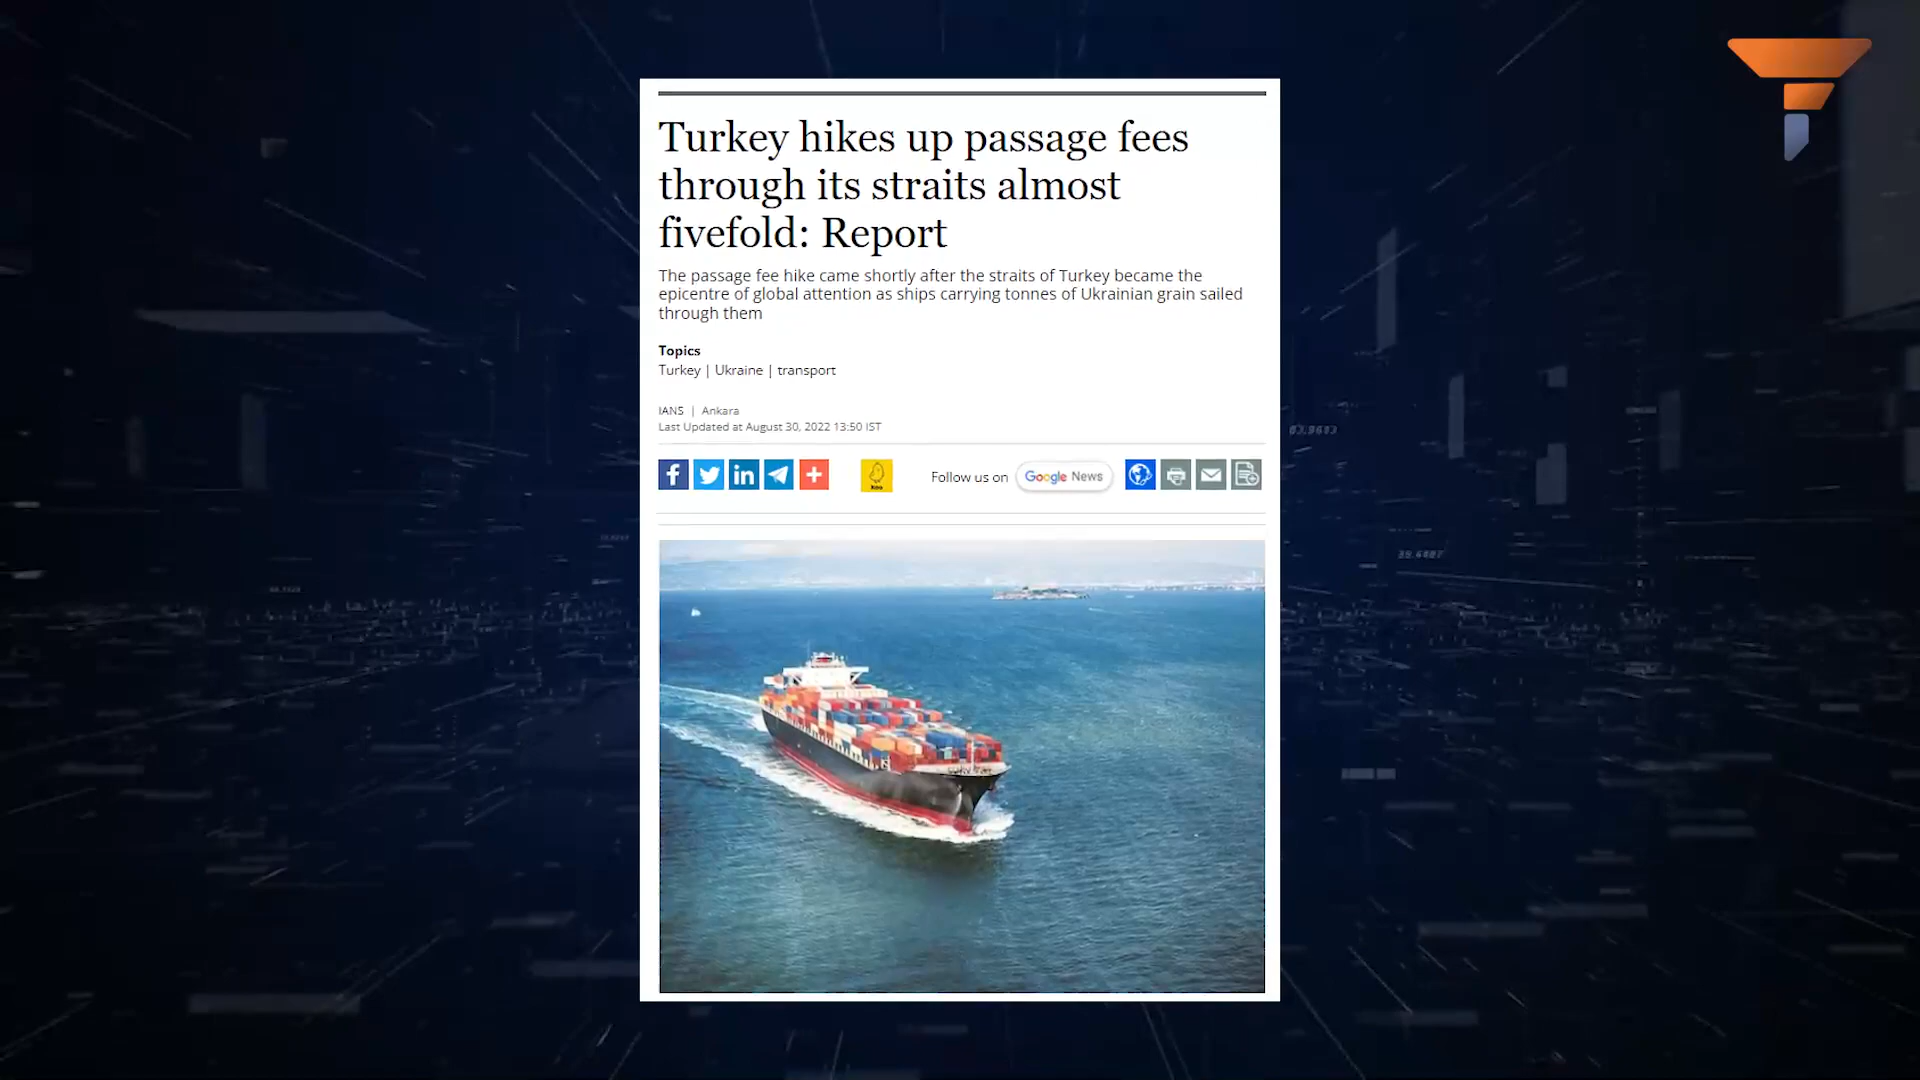 Turkey hikes up passage fees
through its straits almost
fivefold: Report
The passage fee hike came shortly after the straits of Turkey became the
epicentre of global attention as ships carrying tonnes of Ukrainian grain sailed
through them
Topics
Turkey | Ukraine | transport
IANS | Ankara
Last Updated at August 30, 2022 13:50 IST
Follow us on Google News